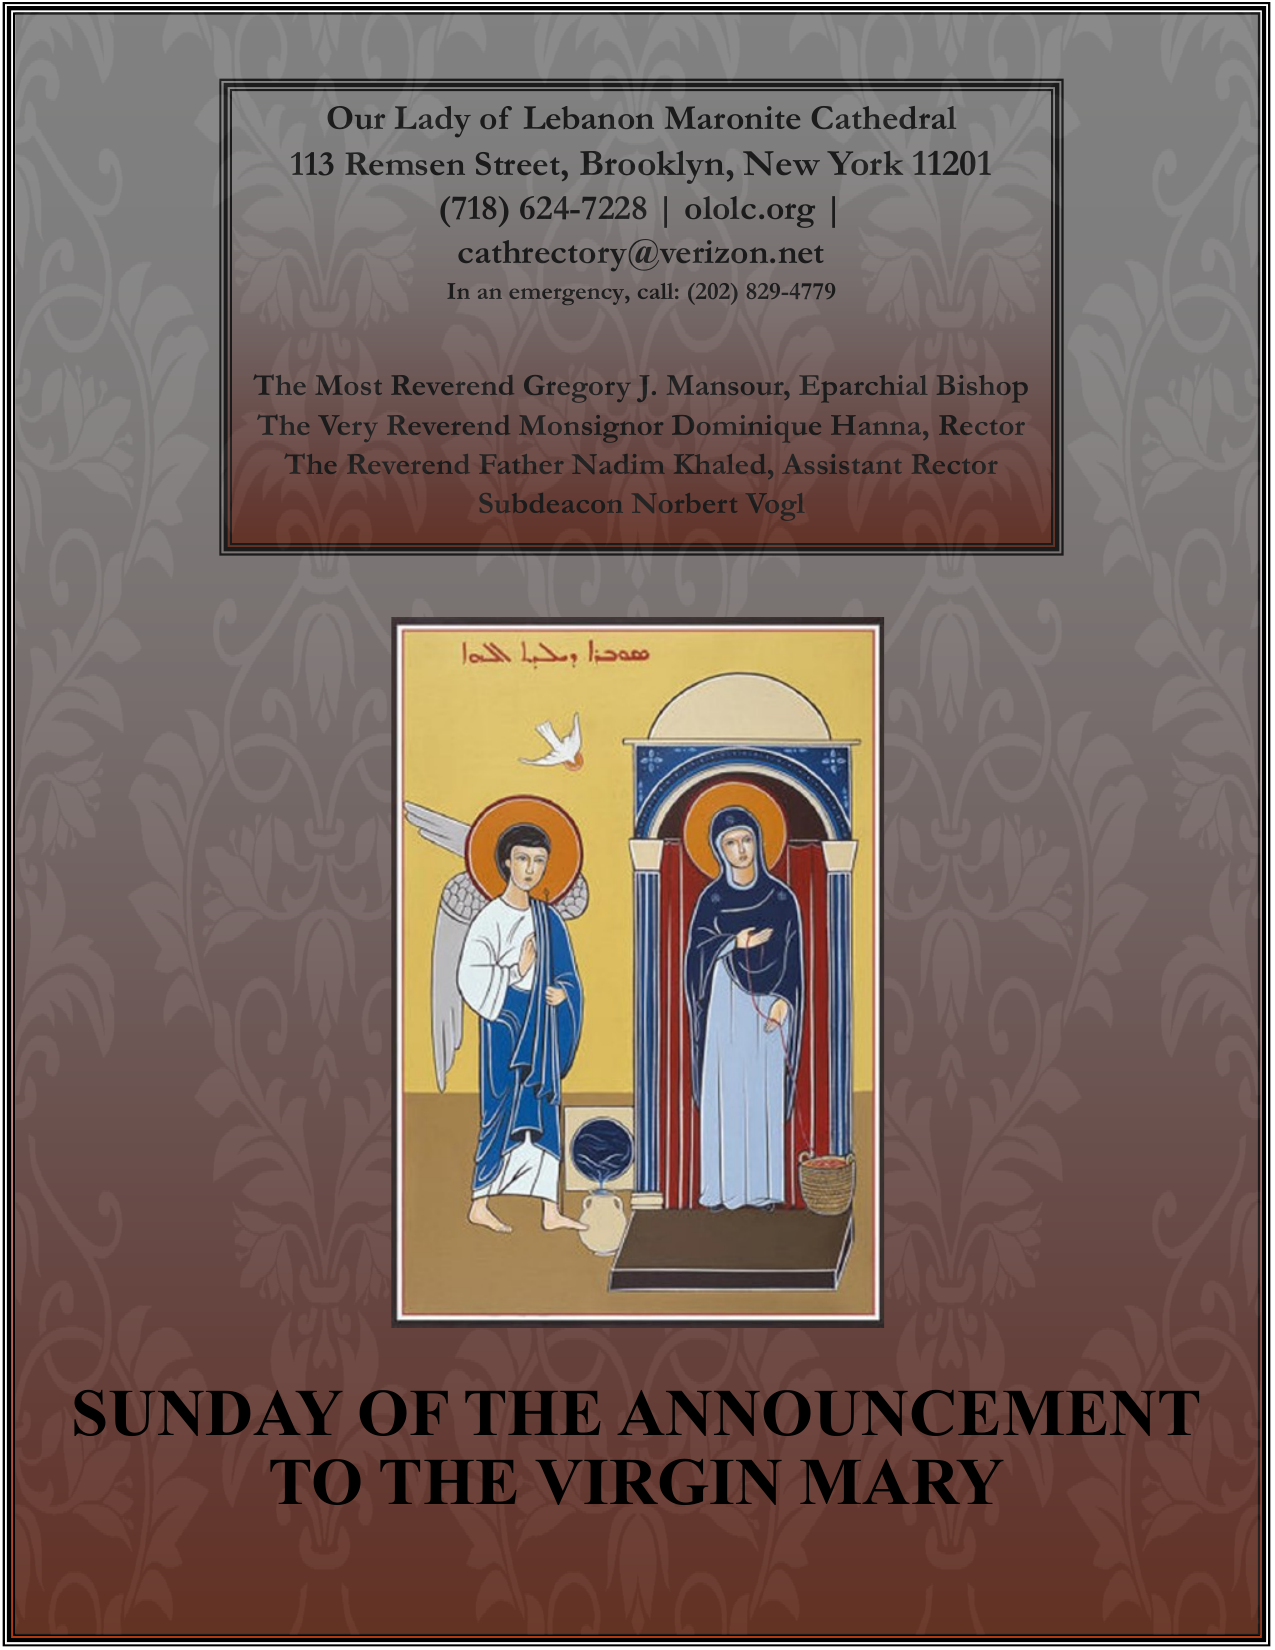 Our Lady of Lebanon Maronite Cathedral
113 Remsen Street, Brooklyn, New York 11201
(718) 624-7228 | ololc.org |
cathrectory@verizon.net
In an emergency, call: (202) 829-4779
The Most Reverend Gregory J. Mansour, Eparchial Bishop
The Very Reverend Monsignor Dominique Hanna, Rector
The Reverend Father Nadim Khaled, Assistant Rector
Subdeacon Norbert Vogl
ܣܘܒܪܐ ܕܝܠܕܬ ܐܠܗܐ
SUNDAY OF THE ANNOUNCEMENT
TO THE VIRGIN MARY